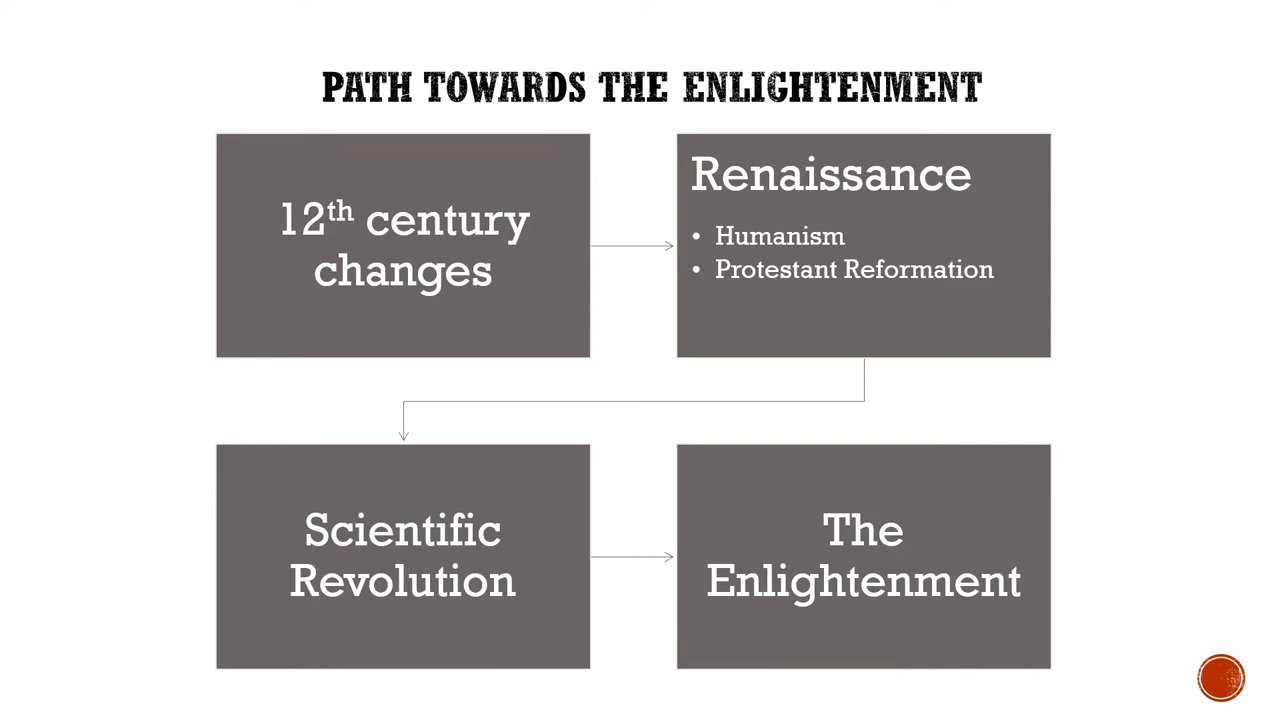 PATH TOWARDS THE ENLIGHTENMENT
12th century
changes
Renaissance
• Humanism
• Protestant Reformation
Scientific
Revolution
The
Enlightenment